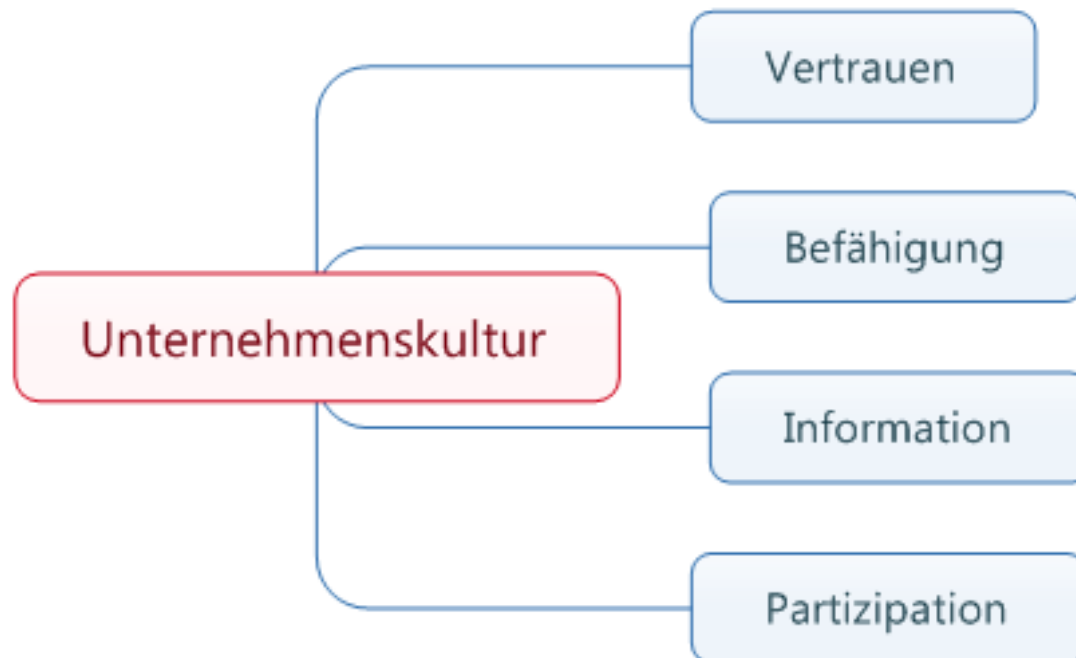 Vertrauen
Befähigung
Unternehmenskultur
Information
Partizipation